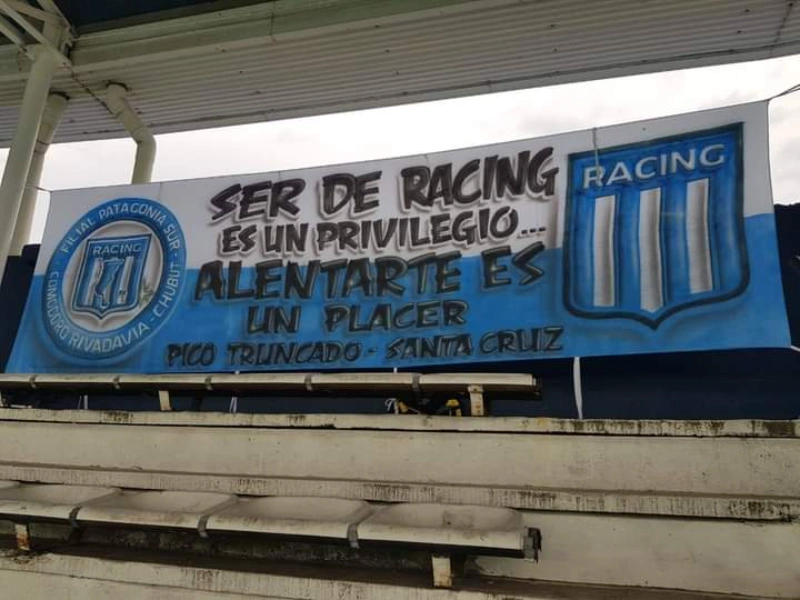 SER DE RACING
ES UN PRIVILEGIO...
ALENTARTE ES
UN PLACER
PICO TRUNCADO - SANTA CRUZ
FILIAL PATAGONIA SUR -
COMODORO RIVADAVIA - CHUBUT
RACING
RACING